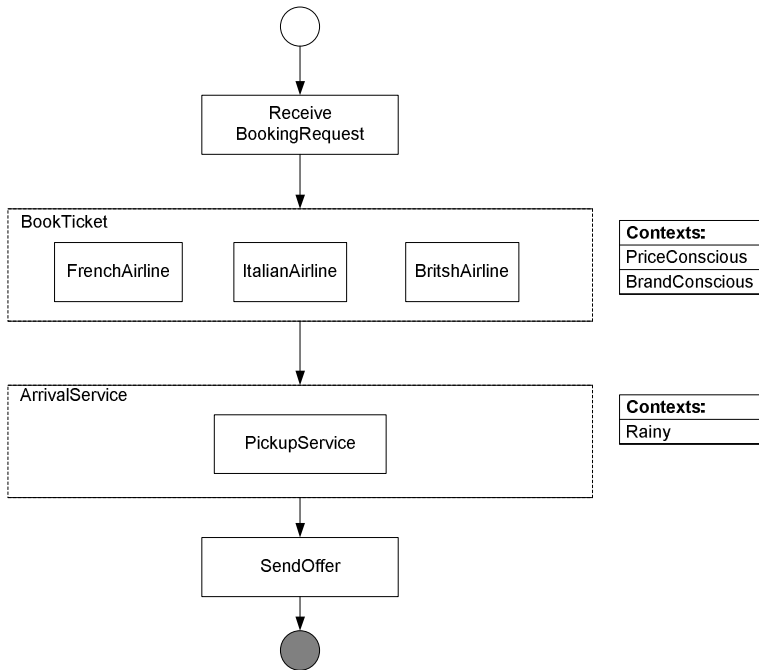 Receive
BookingRequest
BookTicket
FrenchAirline
ItalianAirline
BritshAirline
Contexts:
PriceConscious
BrandConscious
ArrivalService
PickupService
Contexts:
Rainy
SendOffer